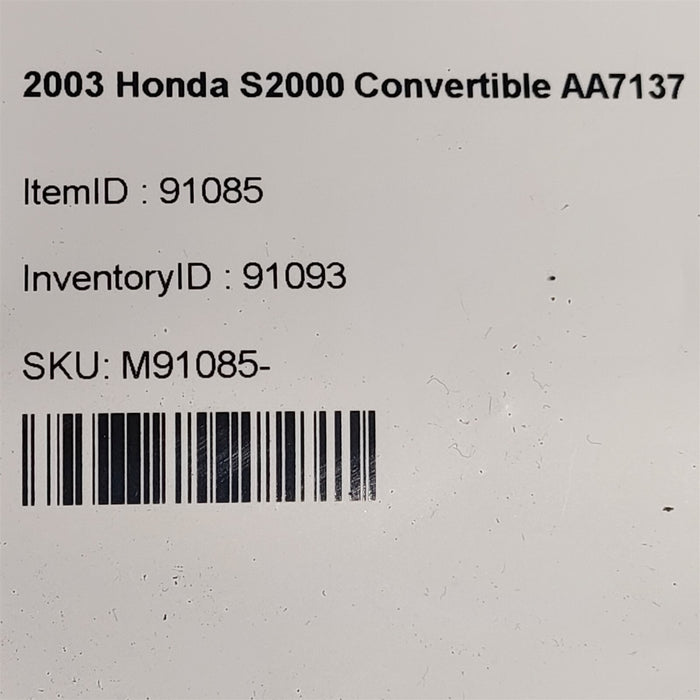 2003 Honda S2000 Convertible AA7137
ItemID : 91085
InventoryID : 91093
SKU: M91085-